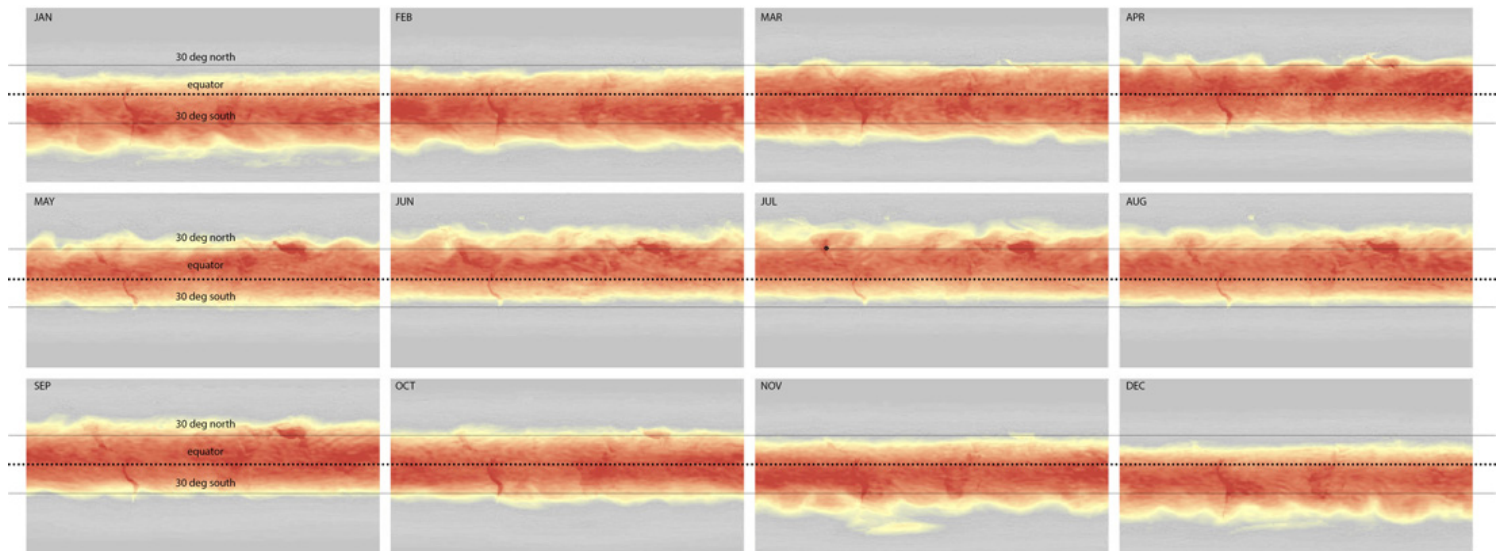 JAN
30 deg north
equator
30 deg south
FEB
MAR
APR
MAY
30 deg north
equator
30 deg south
JUN
JUL
AUG
SEP
30 deg north
equator
30 deg south
OCT
NOV
DEC